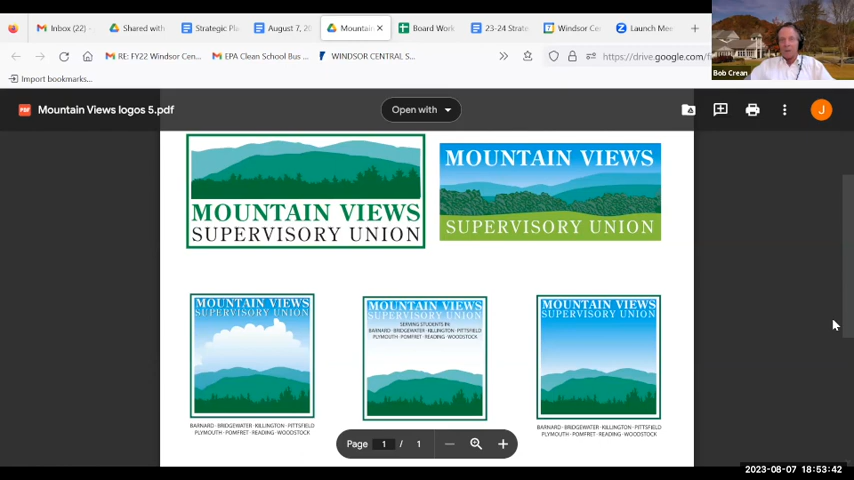 Inbox (22)
Shared with
Strategic Pla
August 7, 20
Mountain
Board Work
23-24 Strate
Windsor Cen
Launch Mee
RE: FY22 Windsor Cen...
EPA Clean School Bus ...
WINDSOR CENTRAL S...
https://drive.google.com/f
Import bookmarks...
Bob Crean
PDF
Mountain Views logos 5.pdf
Open with
J
MOUNTAIN VIEWS
SUPERVISORY UNION
MOUNTAIN VIEWS
SUPERVISORY UNION
MOUNTAIN VIEWS
SUPERVISORY UNION
BARNARD · BRIDGEWATER · KILLINGTON · PITTSFIELD
PLYMOUTH · POMFRET · READING · WOODSTOCK
MOUNTAIN VIEWS
SUPERVISORY UNION
SERVING STUDENTS IN:
BARNARD · BRIDGEWATER · KILLINGTON · PITTSFIELD
PLYMOUTH · POMFRET · READING · WOODSTOCK
MOUNTAIN VIEWS
SUPERVISORY UNION
BARNARD · BRIDGEWATER · KILLINGTON · PITTSFIELD
PLYMOUTH · POMFRET · READING · WOODSTOCK
Page 1 / 1
2023-08-07 18:53:42